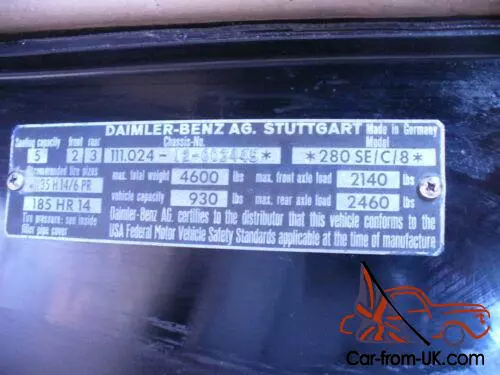 DAIMLER-BENZ AG. STUTTGART Made in Germany
Seating capacity front rear Chassis-No. Model
5 2 3 111.024- *280 SE/C/8*
tire sizes max. total weight 4600 lbs max. front axle load 2140 lbs
H14/6 PR vehicle capacity 930 lbs max. rear axle load 2460 lbs
185 HR 14 Daimler-Benz AG. certifies to the distributor that this vehicle conforms to the
Tire pressure: see inside USA Federal Motor Vehicle Safety Standards applicable at the time of manufacture
filler pipe cover
Car-from-UK.com